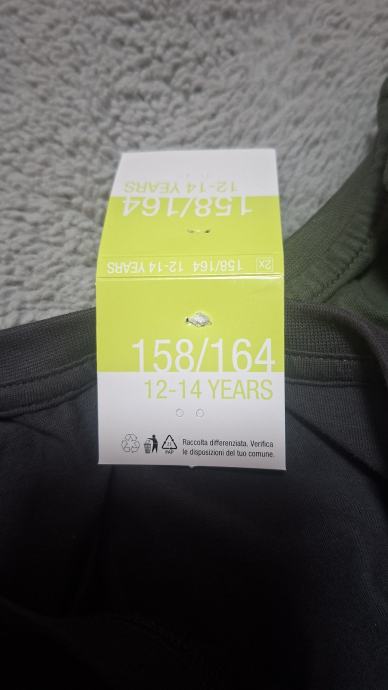 12-14 YEARS
158/164
2X 158/164 12-14 YEARS
158/164
12-14 YEARS
PAP
Raccolta differenziata. Verifica
le disposizioni del tuo comune.